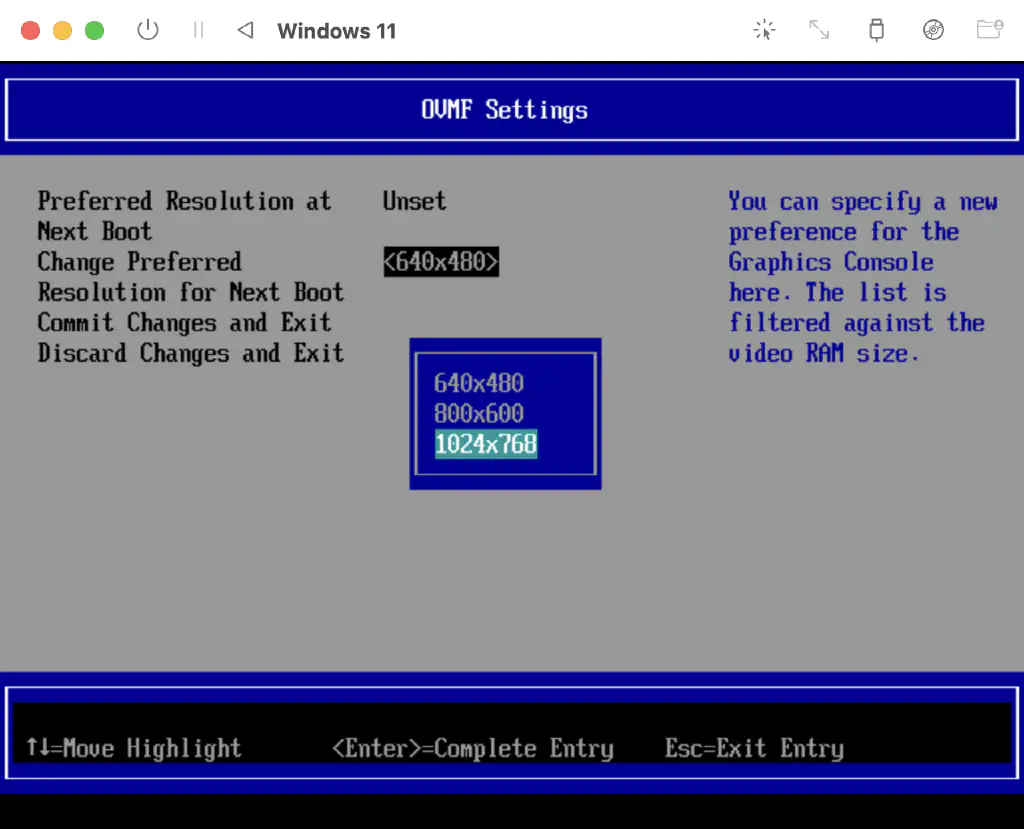 Windows 11
OVMF Settings
Preferred Resolution at Unset
Next Boot
Change Preferred <640x480>
Resolution for Next Boot
Commit Changes and Exit
Discard Changes and Exit
You can specify a new
preference for the
Graphics Console
here. The list is
filtered against the
video RAM size.
640x480
800x600
1024x768
↑↓=Move Highlight <Enter>=Complete Entry Esc=Exit Entry